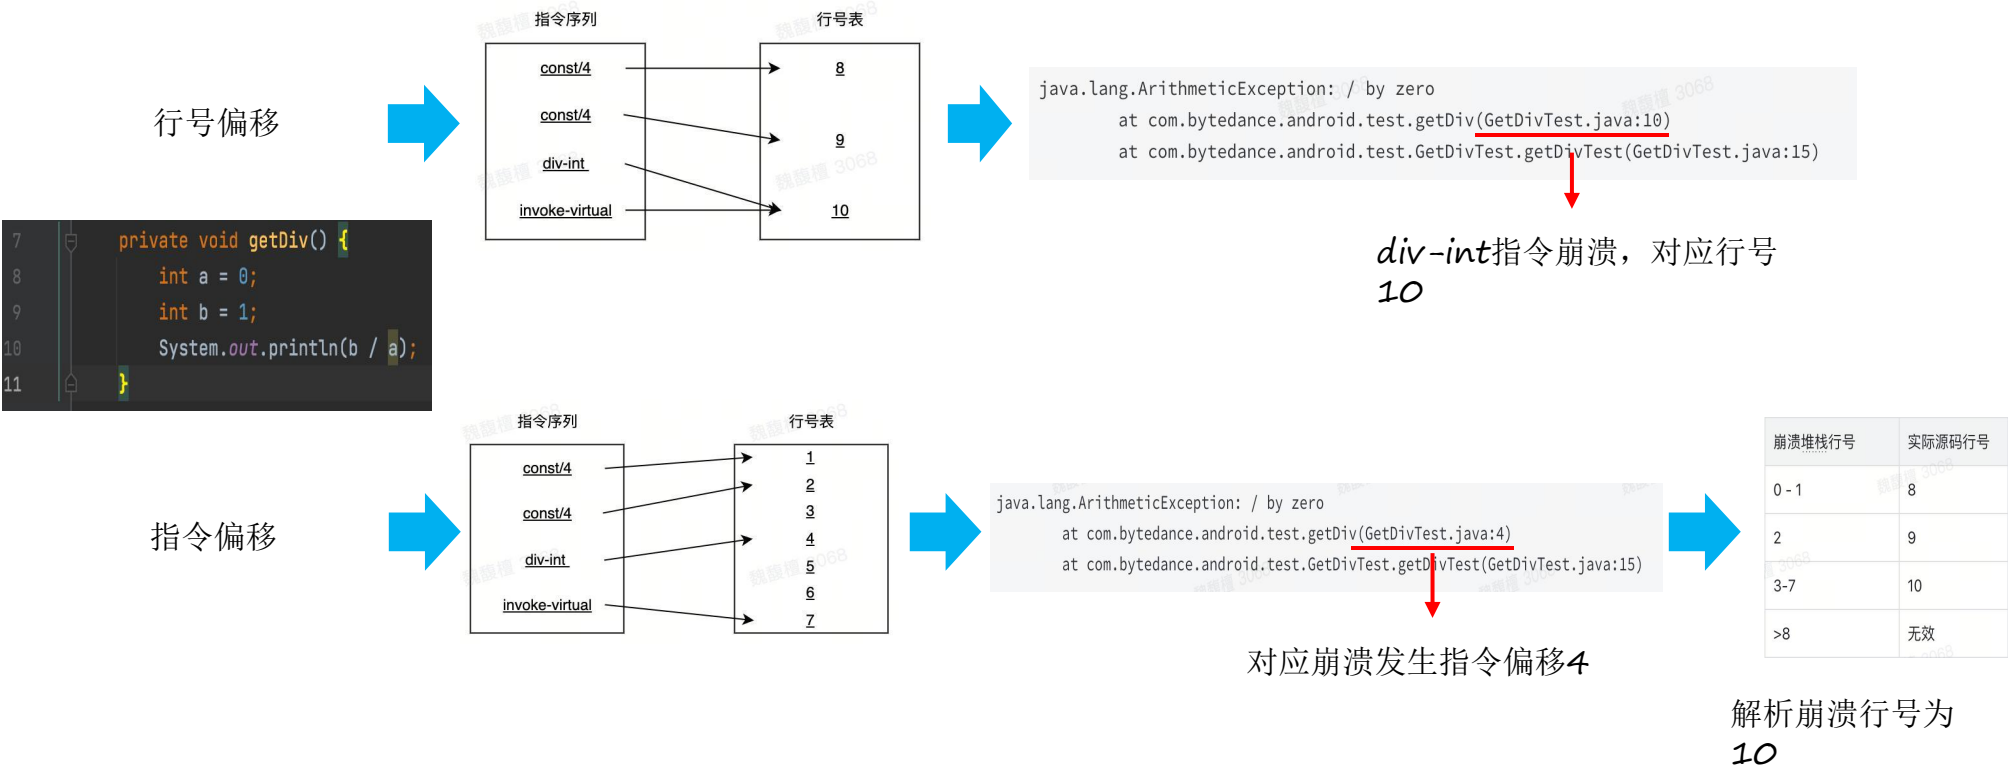 行号偏移
指令序列
const/4
const/4
div-int
invoke-virtual
行号表
8
9
10
java.lang.ArithmeticException: / by zero
at com.bytedance.android.test.getDiv(GetDivTest.java:10)
at com.bytedance.android.test.GetDivTest.getDivTest(GetDivTest.java:15)
div-int指令崩溃，对应行号
10
7 private void getDiv() {
8 int a = 0;
9 int b = 1;
10 System.out.println(b / a);
11 }
指令偏移
指令序列
const/4
const/4
div-int
invoke-virtual
行号表
1
2
3
4
5
6
7
java.lang.ArithmeticException: / by zero
at com.bytedance.android.test.getDiv(GetDivTest.java:4)
at com.bytedance.android.test.GetDivTest.getDivTest(GetDivTest.java:15)
对应崩溃发生指令偏移4
崩溃堆栈行号 实际源码行号
0 - 1 8
2 9
3-7 10
>8 无效
解析崩溃行号为
10
魏馥檀 3068